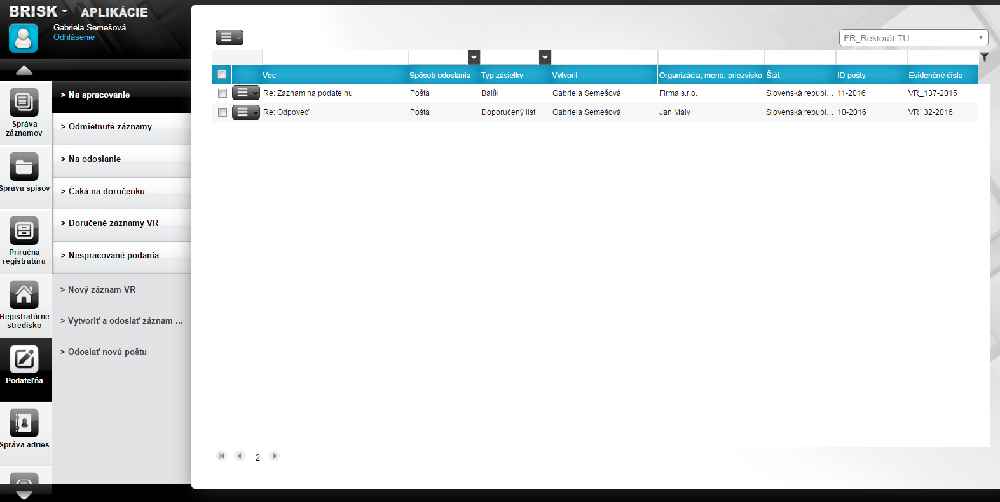 BRISK APLIKÁCIE
Gabriela Semešová
Odhlásenie
Správa
záznamov
Správa spisov
Príručná
registratúra
Registratúrne
stredisko
Podateľňa
Správa adries
> Na spracovanie
> Odmietnuté záznamy
> Na odoslanie
> Čaká na doručenku
> Doručené záznamy VR
> Nespracované podania
> Nový záznam VR
> Vytvoriť a odoslať záznam ...
> Odoslať novú poštu
FR_Rektorát TU
Vec Spôsob odoslania Typ zásielky Vytvoril Organizácia, meno, priezvisko Štát ID pošty Evidenčné číslo
Re: Zaznam na podatelnu Pošta Balík Gabriela Semešová Firma s.r.o. Slovenská republ... 11-2016 VR_137-2015
Re: Odpoveď Pošta Doporučený list Gabriela Semešová Jan Maly Slovenská republ... 10-2016 VR_32-2016
2